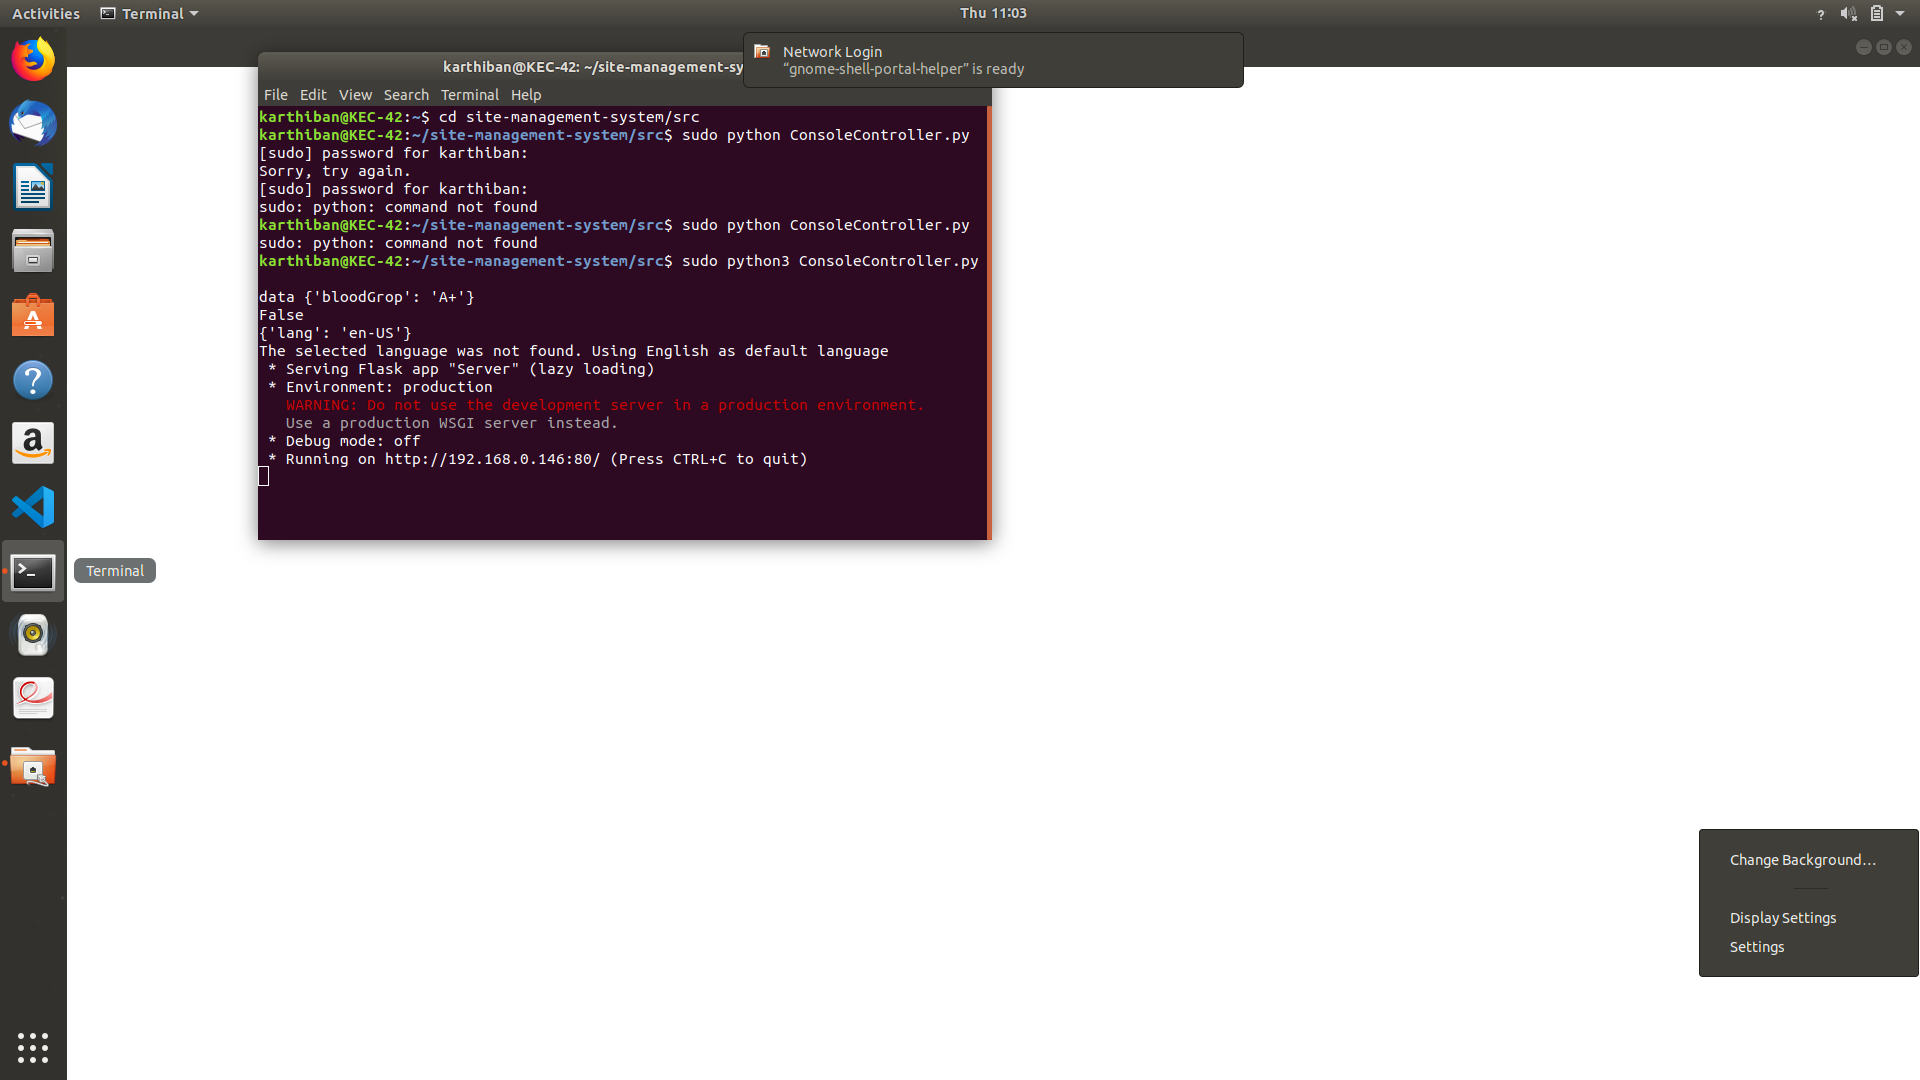 Activities
Terminal
Thu 11:03
Network Login
“gnome-shell-portal-helper” is ready
karthiban@KEC-42: ~/site-management-sy
File Edit View Search Terminal Help
karthiban@KEC-42:~$ cd site-management-system/src
karthiban@KEC-42:~/site-management-system/src$ sudo python ConsoleController.py
[sudo] password for karthiban:
Sorry, try again.
[sudo] password for karthiban:
sudo: python: command not found
karthiban@KEC-42:~/site-management-system/src$ sudo python ConsoleController.py
sudo: python: command not found
karthiban@KEC-42:~/site-management-system/src$ sudo python3 ConsoleController.py
data {'bloodGrop': 'A+'}
False
{'lang': 'en-US'}
The selected language was not found. Using English as default language
* Serving Flask app "Server" (lazy loading)
* Environment: production
WARNING: Do not use the development server in a production environment.
Use a production WSGI server instead.
* Debug mode: off
* Running on http://192.168.0.146:80/ (Press CTRL+C to quit)
Terminal
Change Background…
Display Settings
Settings